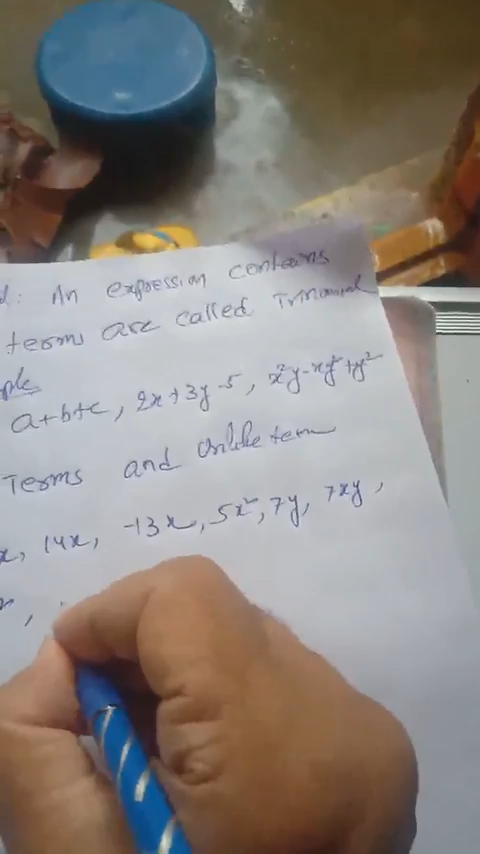 : An expression contains
terms are called Trinomial
a+b+c, 2x+3y-5, x²y-xy²+y²
Terms and Unlike term
x, 14x, -13x, 5x², 7y, 7xy,